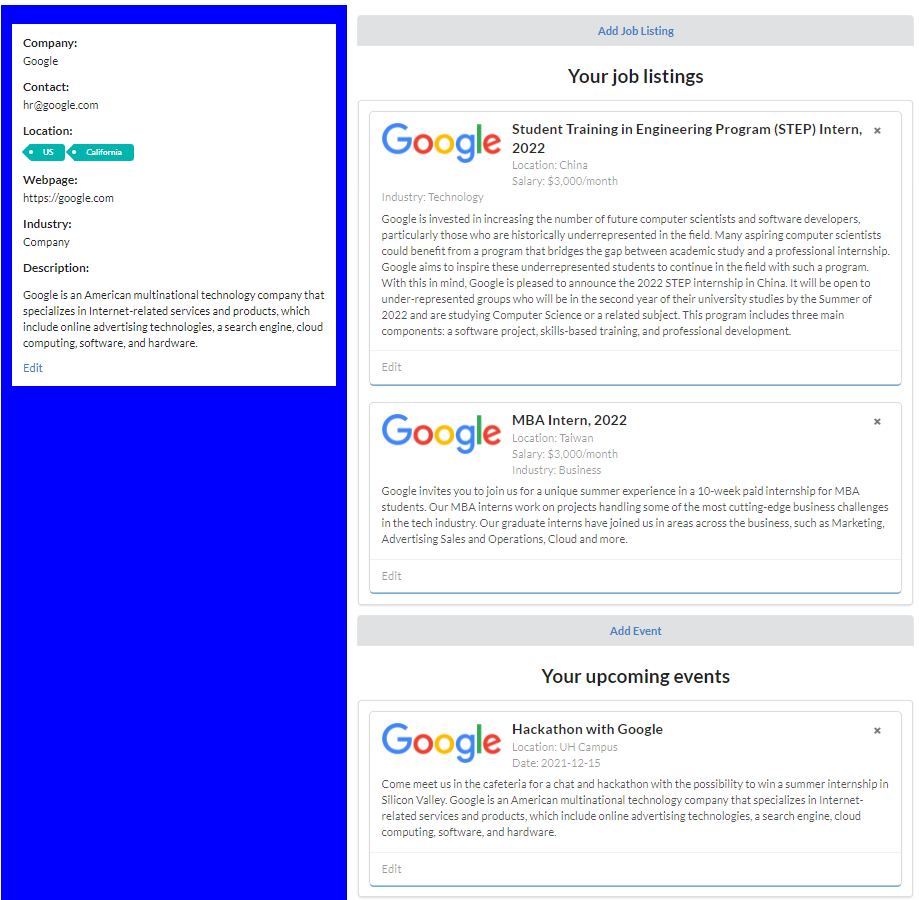 Company:
Google
Contact:
hr@google.com
Location:
US California
Webpage:
https://google.com
Industry:
Company
Description:
Google is an American multinational technology company that
specializes in Internet-related services and products, which
include online advertising technologies, a search engine, cloud
computing, software, and hardware.
Edit
Add Job Listing
Your job listings
Google
Student Training in Engineering Program (STEP) Intern,
2022
Location: China
Salary: $3,000/month
Industry: Technology
Google is invested in increasing the number of future computer scientists and software developers,
particularly those who are historically underrepresented in the field. Many aspiring computer scientists
could benefit from a program that bridges the gap between academic study and a professional internship.
Google aims to inspire these underrepresented students to continue in the field with such a program.
With this in mind, Google is pleased to announce the 2022 STEP internship in China. It will be open to
under-represented groups who will be in the second year of their university studies by the Summer of
2022 and are studying Computer Science or a related subject. This program includes three main
components: a software project, skills-based training, and professional development.
Edit
Google
MBA Intern, 2022
Location: Taiwan
Salary: $3,000/month
Industry: Business
Google invites you to join us for a unique summer experience in a 10-week paid internship for MBA
students. Our MBA interns work on projects handling some of the most cutting-edge business challenges
in the tech industry. Our graduate interns have joined us in areas across the business, such as Marketing,
Advertising Sales and Operations, Cloud and more.
Edit
Add Event
Your upcoming events
Google
Hackathon with Google
Location: UH Campus
Date: 2021-12-15
Come meet us in the cafeteria for a chat and hackathon with the possibility to win a summer internship in
Silicon Valley. Google is an American multinational technology company that specializes in Internet-
related services and products, which include online advertising technologies, a search engine, cloud
computing, software, and hardware.
Edit